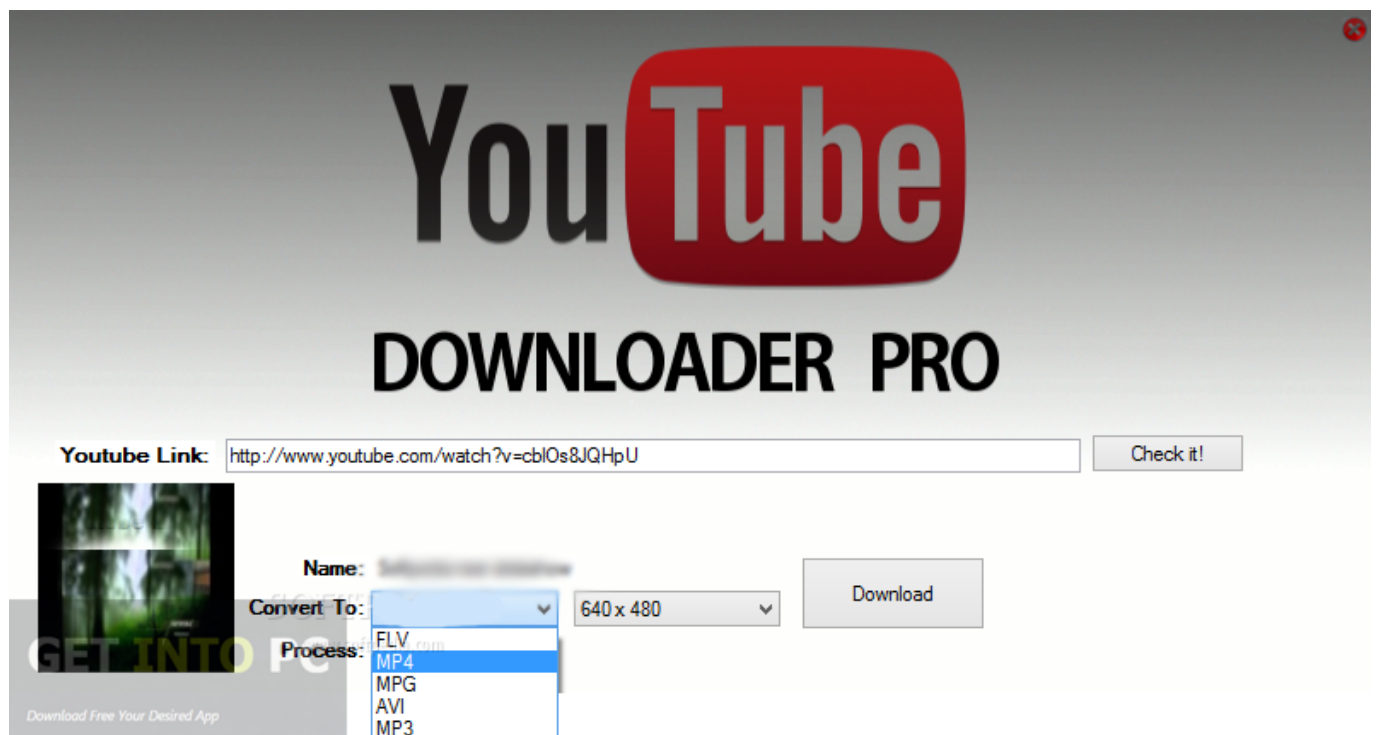 YouTube
DOWNLOADER PRO
Youtube Link: http://www.youtube.com/watch?v=cblOs8JQHpU Check it!
Name:
Convert To: 640 x 480 Download
Process:
FLV
MP4
MPG
AVI
MP3
GET INTO PC
Download Free Your Desired App